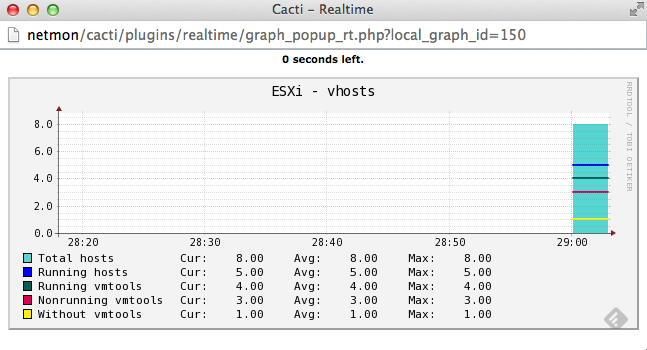 Cacti - Realtime
netmon/cacti/plugins/realtime/graph_popup_rt.php?local_graph_id=150
0 seconds left.
ESXi - vhosts
RRDTOOL / TOBI OETIKER
8.0
6.0
4.0
2.0
0.0
28:20 28:30 28:40 28:50 29:00
Total hosts Cur: 8.00 Avg: 8.00 Max: 8.00
Running hosts Cur: 5.00 Avg: 5.00 Max: 5.00
Running vmtools Cur: 4.00 Avg: 4.00 Max: 4.00
Nonrunning vmtools Cur: 3.00 Avg: 3.00 Max: 3.00
Without vmtools Cur: 1.00 Avg: 1.00 Max: 1.00